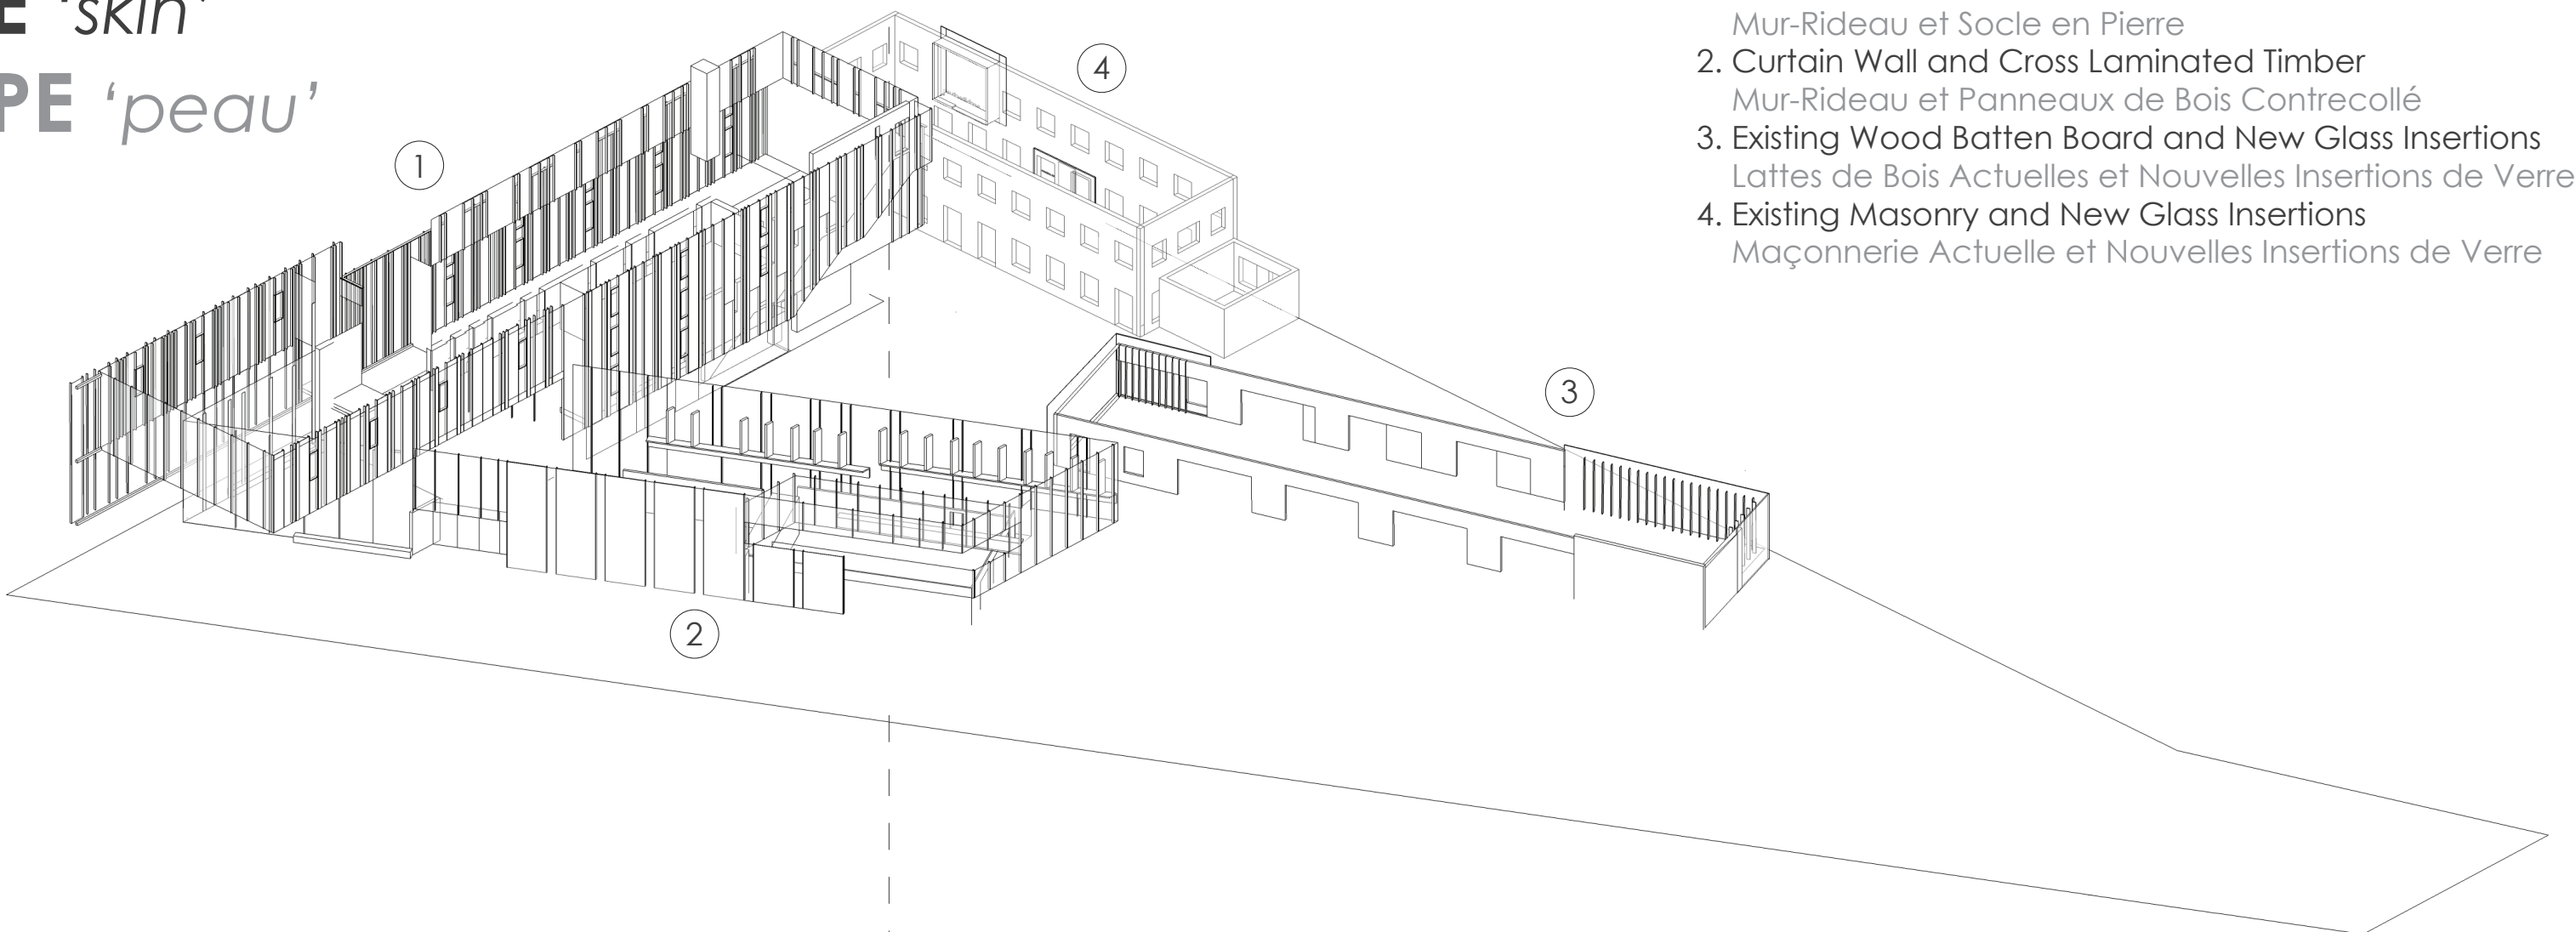 E ‘skin’
PE ‘peau’
Mur-Rideau et Socle en Pierre
2. Curtain Wall and Cross Laminated Timber
Mur-Rideau et Panneaux de Bois Contrecollé
3. Existing Wood Batten Board and New Glass Insertions
Lattes de Bois Actuelles et Nouvelles Insertions de Verre
4. Existing Masonry and New Glass Insertions
Maçonnerie Actuelle et Nouvelles Insertions de Verre
4
1
3
2